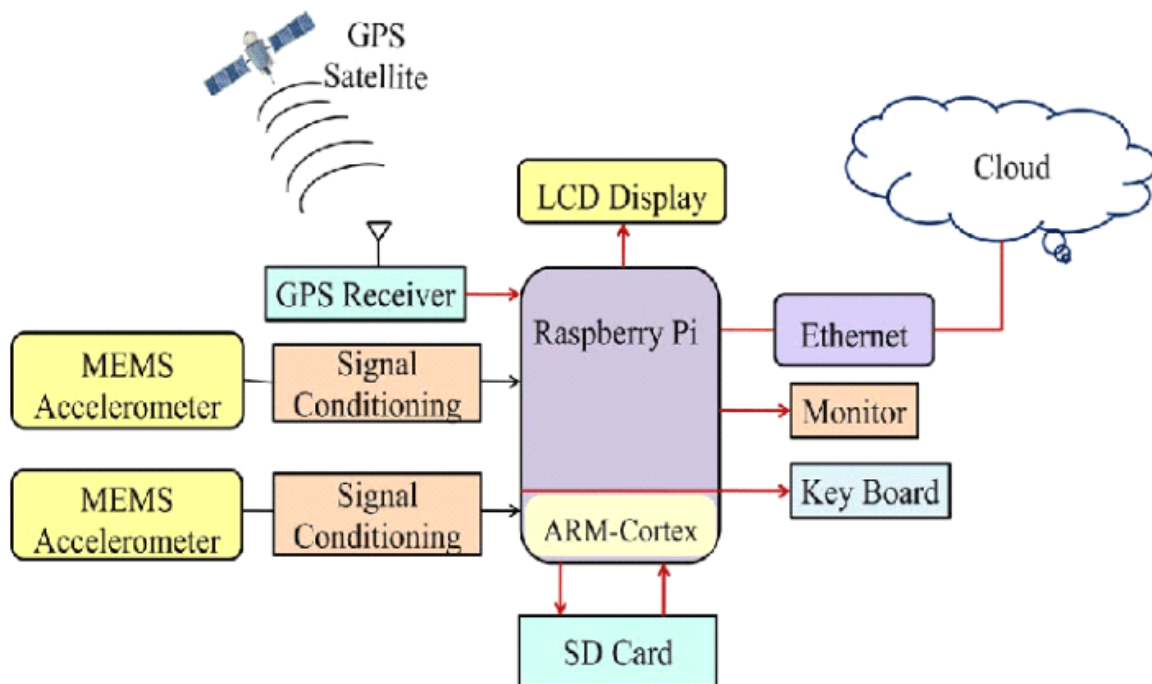 GPS
Satellite
Cloud
LCD Display
GPS Receiver
Raspberry Pi
Ethernet
MEMS
Accelerometer
Signal
Conditioning
Monitor
MEMS
Accelerometer
Signal
Conditioning
Key Board
ARM-Cortex
SD Card